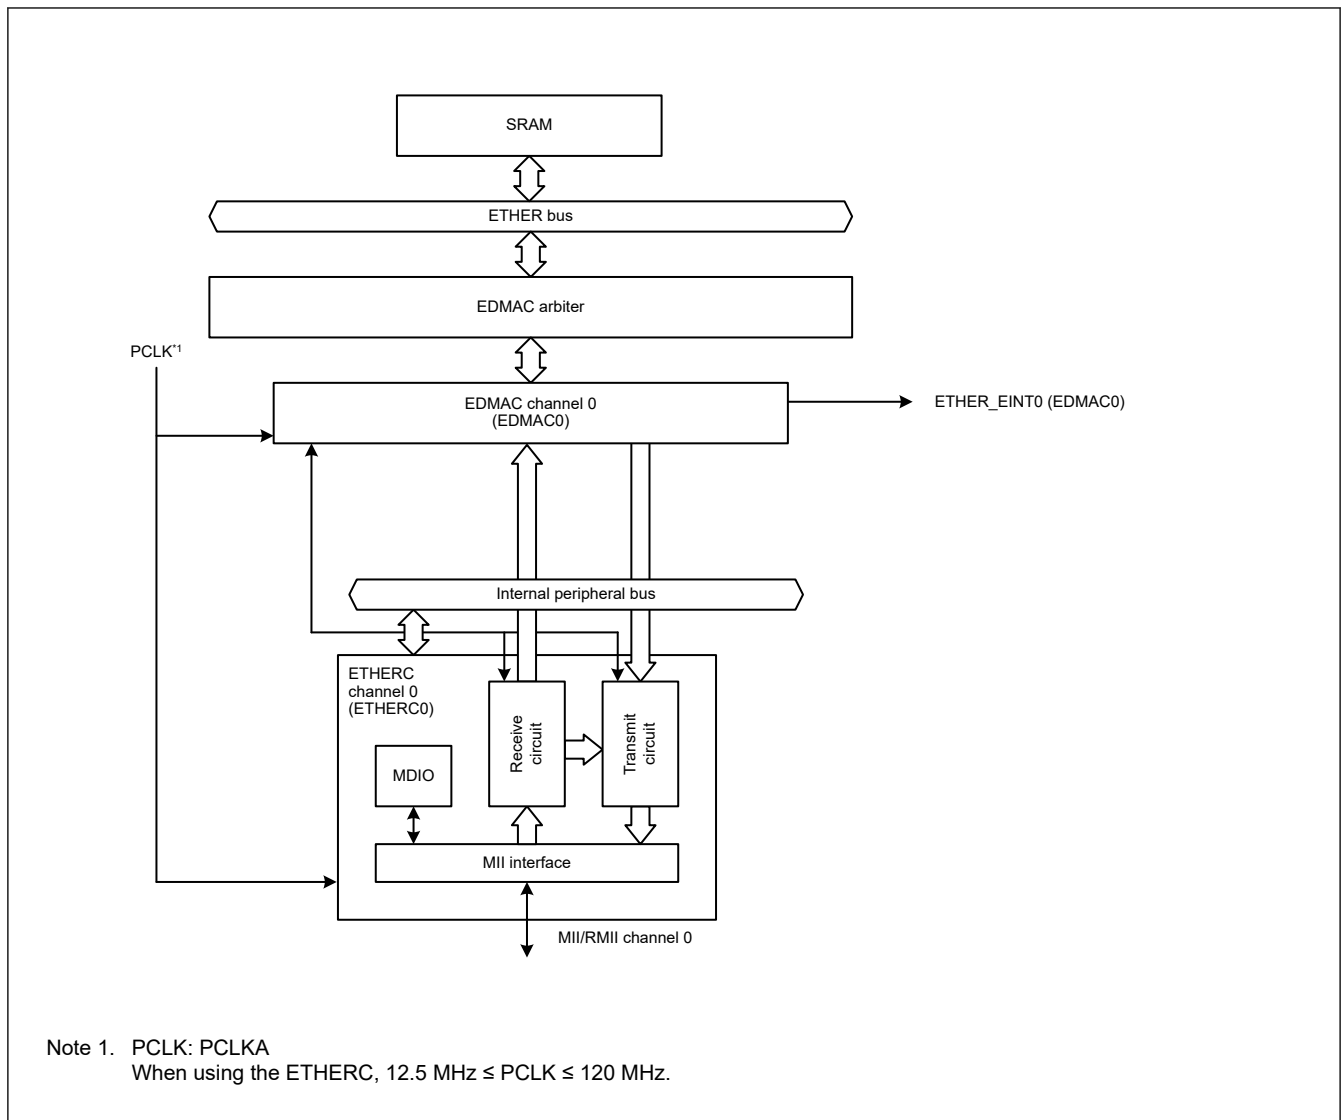 SRAM
ETHER bus
EDMAC arbiter
PCLK*1
EDMAC channel 0
(EDMAC0)
ETHER_EINT0 (EDMAC0)
Internal peripheral bus
ETHERC
channel 0
(ETHERC0)
Receive
circuit
Transmit
circuit
MDIO
MII interface
MII/RMII channel 0
Note 1. PCLK: PCLKA
When using the ETHERC, 12.5 MHz ≤ PCLK ≤ 120 MHz.